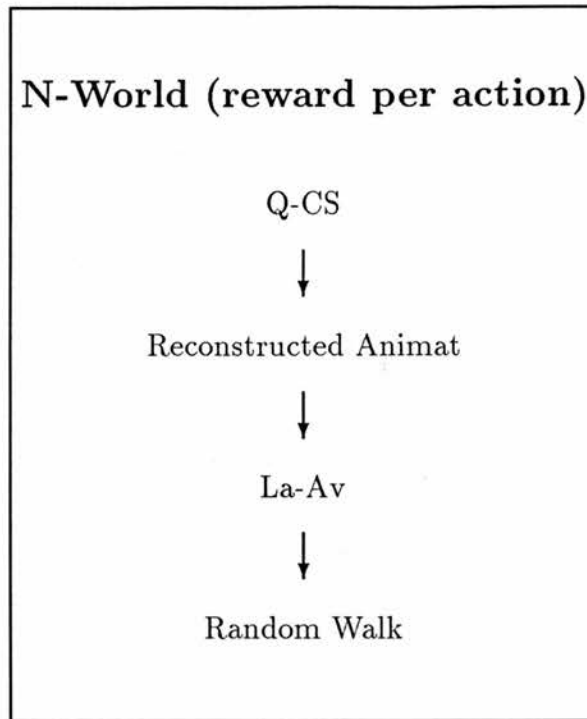 N-World (reward per action)
Q-CS
Reconstructed Animat
La-Av
Random Walk